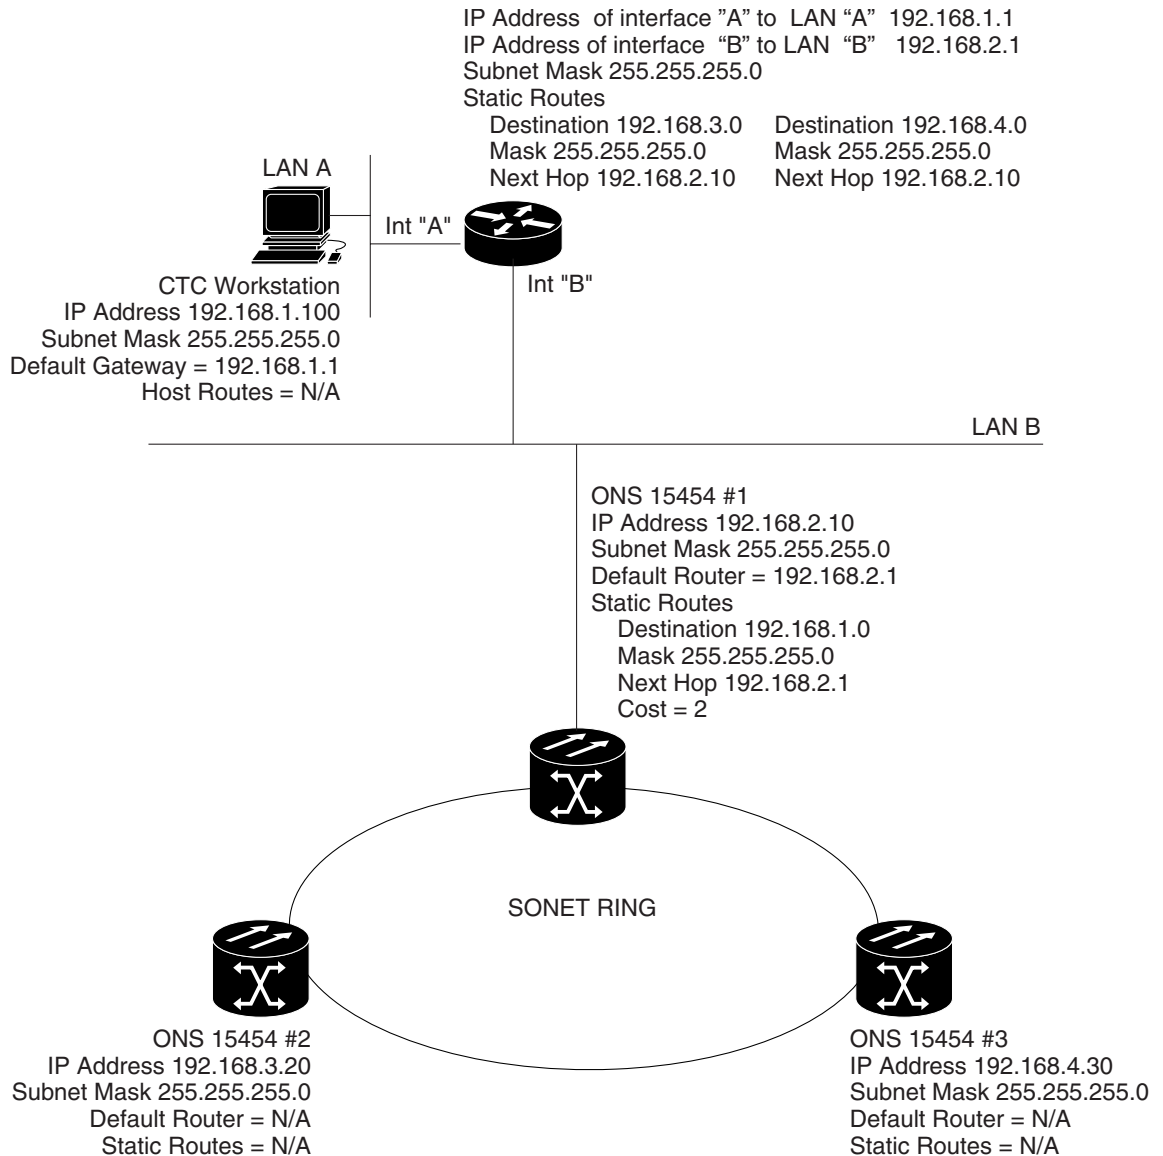 IP Address  of interface ”A” to  LAN “A”  192.168.1.1
IP Address of interface  “B” to LAN  “B”   192.168.2.1
Subnet Mask 255.255.255.0
Static Routes
Destination 192.168.3.0
Mask 255.255.255.0
Next Hop 192.168.2.10
Destination 192.168.4.0
Mask 255.255.255.0
Next Hop 192.168.2.10
LAN A
Int "A"
Int "B"
CTC Workstation
IP Address 192.168.1.100
Subnet Mask 255.255.255.0
Default Gateway = 192.168.1.1
Host Routes = N/A
LAN B
ONS 15454 #1
IP Address 192.168.2.10
Subnet Mask 255.255.255.0
Default Router = 192.168.2.1
Static Routes
Destination 192.168.1.0
Mask 255.255.255.0
Next Hop 192.168.2.1
Cost = 2
SONET RING
ONS 15454 #2
IP Address 192.168.3.20
Subnet Mask 255.255.255.0
Default Router = N/A
Static Routes = N/A
ONS 15454 #3
IP Address 192.168.4.30
Subnet Mask 255.255.255.0
Default Router = N/A
Static Routes = N/A